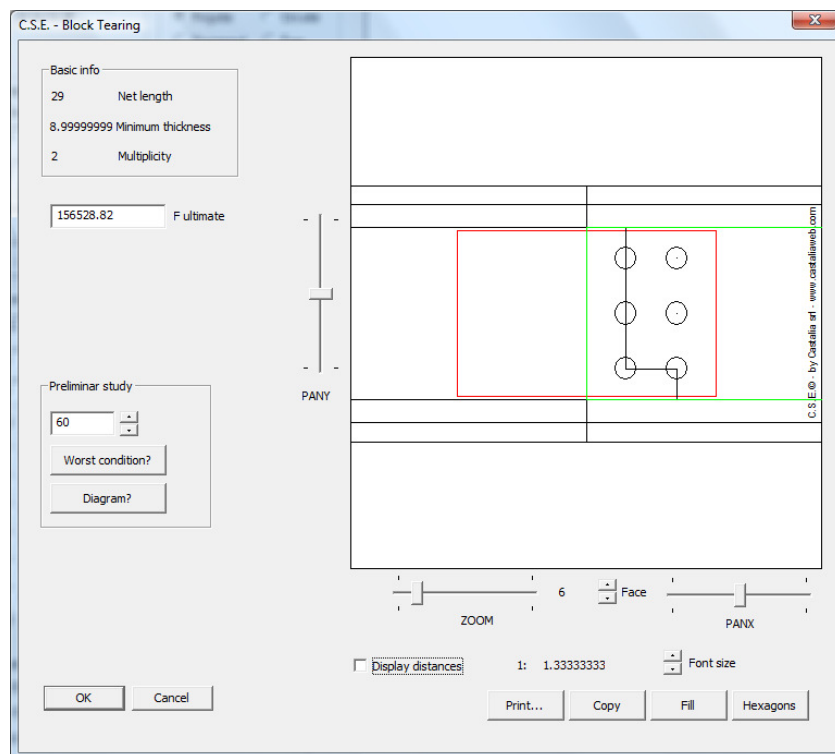 C.S.E. - Block Tearing
Basic info
29 Net length
8.99999999 Minimum thickness
2 Multiplicity
156528.82 F ultimate
PANY
Preliminar study
60
Worst condition?
Diagram?
C.S.E.© - by Castalia srl - www.castaliaweb.com
6 Face
ZOOM
PANX
Display distances
1: 1.33333333
Font size
OK
Cancel
Print...
Copy
Fill
Hexagons